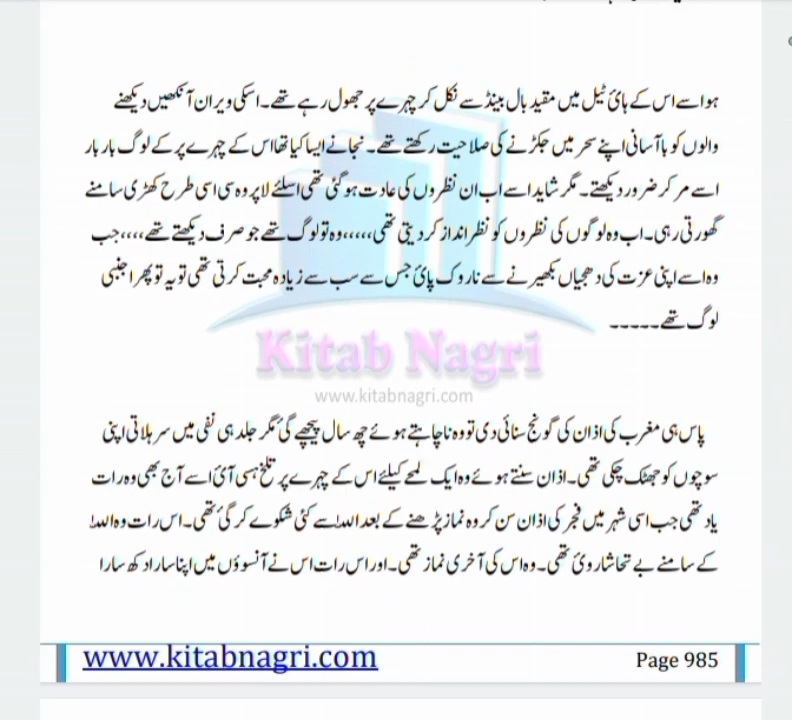 ہوا سے اس کے ہائ ٹیل میں مقید بال بینڈ سے نکل کر چہرے پر جھول رہے تھے۔ اسکی ویران آنکھیں دیکھنے
والوں کو باآسانی اپنے سحر میں جکڑنے کی صلاحیت رکھتے تھے۔ نجانے ایسا کیا تھا اس کے چہرے پر کے لوگ بار بار
اسے مر کر ضرور دیکھتے۔ مگر شاید اسے اب ان نظروں کی عادت ہو گئی تھی اسلئے لاپروہ سی اسی طرح کھڑی سامنے
گھورتی رہی۔ اب وہ لوگوں کی نظروں کو نظر انداز کر دیتی تھی،،،،،وہ تو لوگ تھے جو صرف دیکھتے تھے،،،،جب
وہ اسے اپنی عزت کی دھجیاں بکھیرنے سے نا روک پائ جس سے سب سے زیادہ محبت کرتی تھی تو یہ تو پھر اجنبی
لوگ تھے۔۔۔۔۔
Kitab Nagri
www.kitabnagri.com
پاس ہی مغرب کی اذان کی گونج سنائی دی تو وہ نا چاہتے ہوئے چھ سال پیچھے گئ مگر جلد ہی نفی میں سر ہلاتی اپنی
سوچوں کو جھٹک چکی تھی۔ اذان سنتے ہوئے وہ ایک لمحے کیلئے اس کے چہرے پر تلخ ہسی آئ اسے آج بھی وہ رات
یاد تھی جب اسی شہر میں فجر کی اذان سن کر وہ نماز پڑھنے کے بعد اللہ سے کئی شکوے کر گئ تھی۔ اس رات وہ اللہ
کے سامنے بے تحاشا روئ تھی۔ وہ اس کی آخری نماز تھی۔ اور اس رات اس نے آنسوؤں میں اپنا سارا دکھ سارا
www.kitabnagri.com Page 985